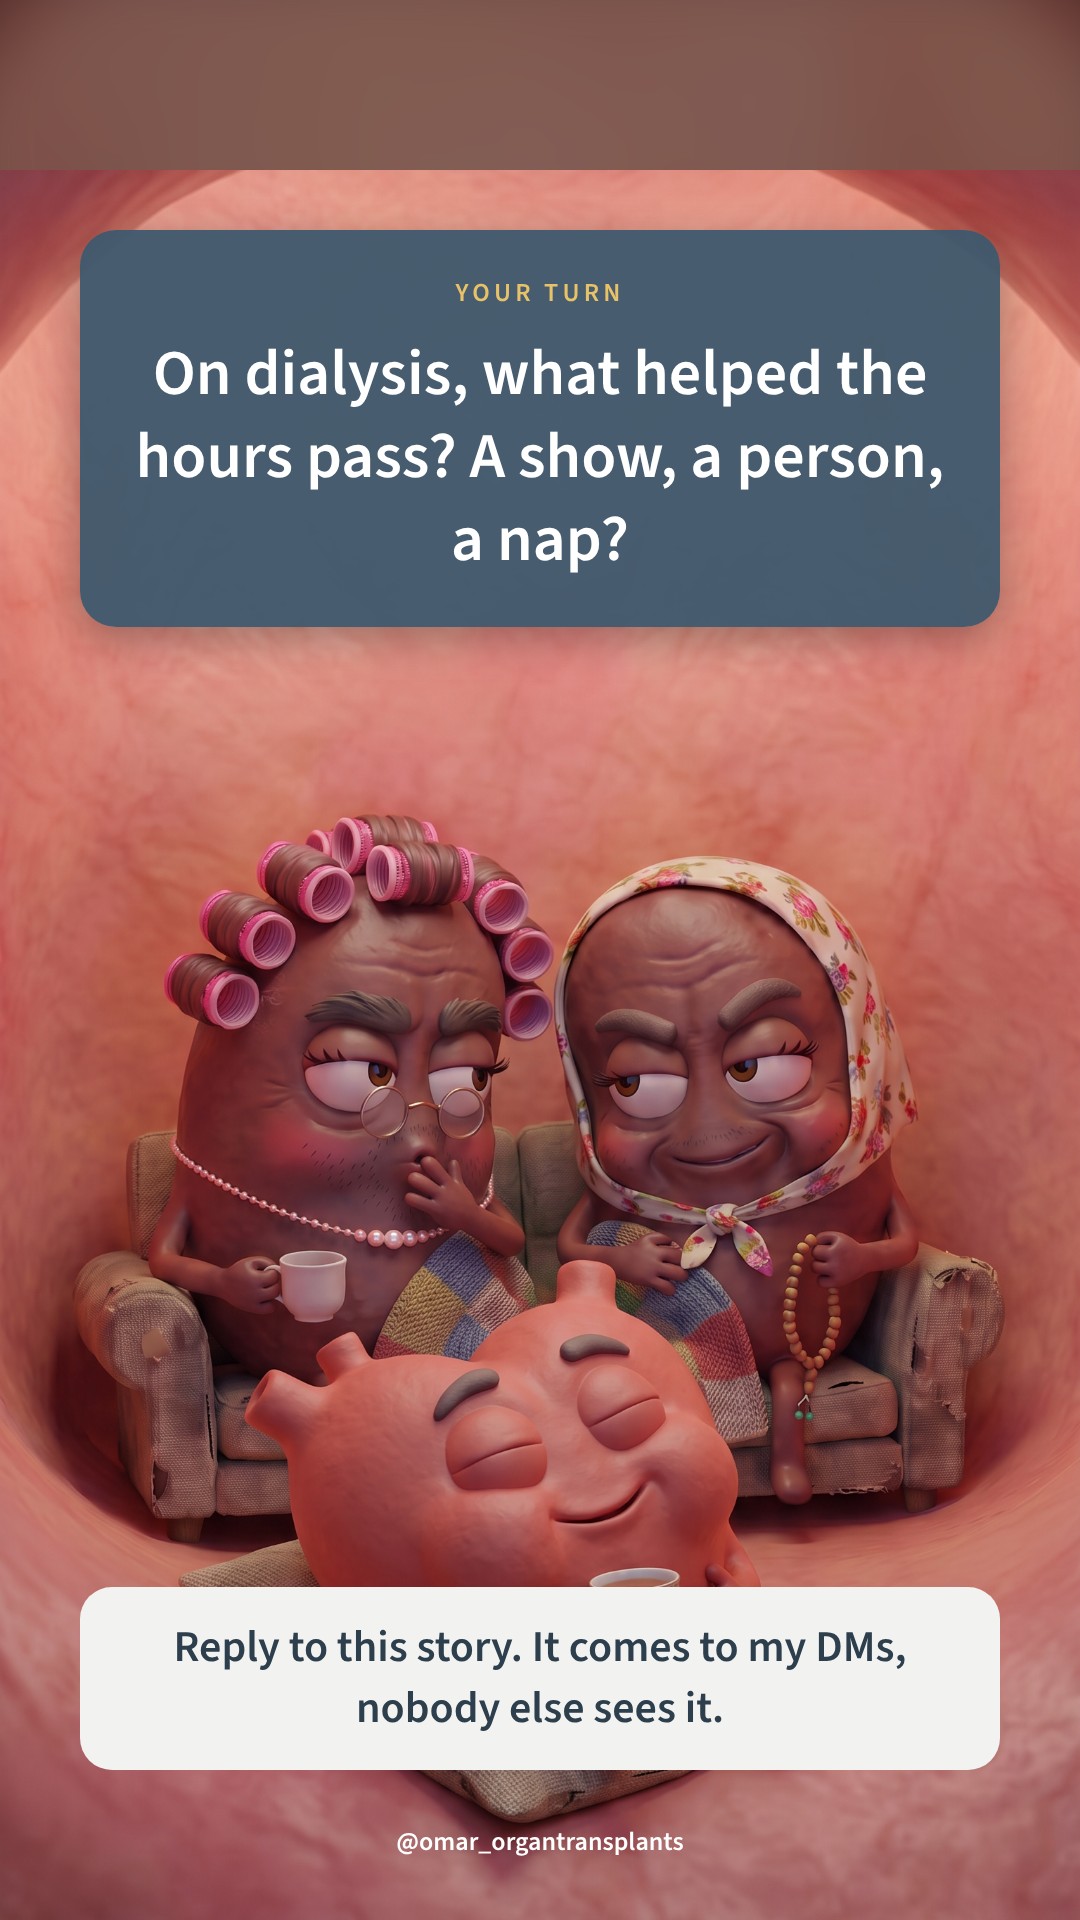 YOUR TURN
On dialysis, what helped the
hours pass? A show, a person,
a nap?
Reply to this story. It comes to my DMs,
nobody else sees it.
@omar_organtransplants